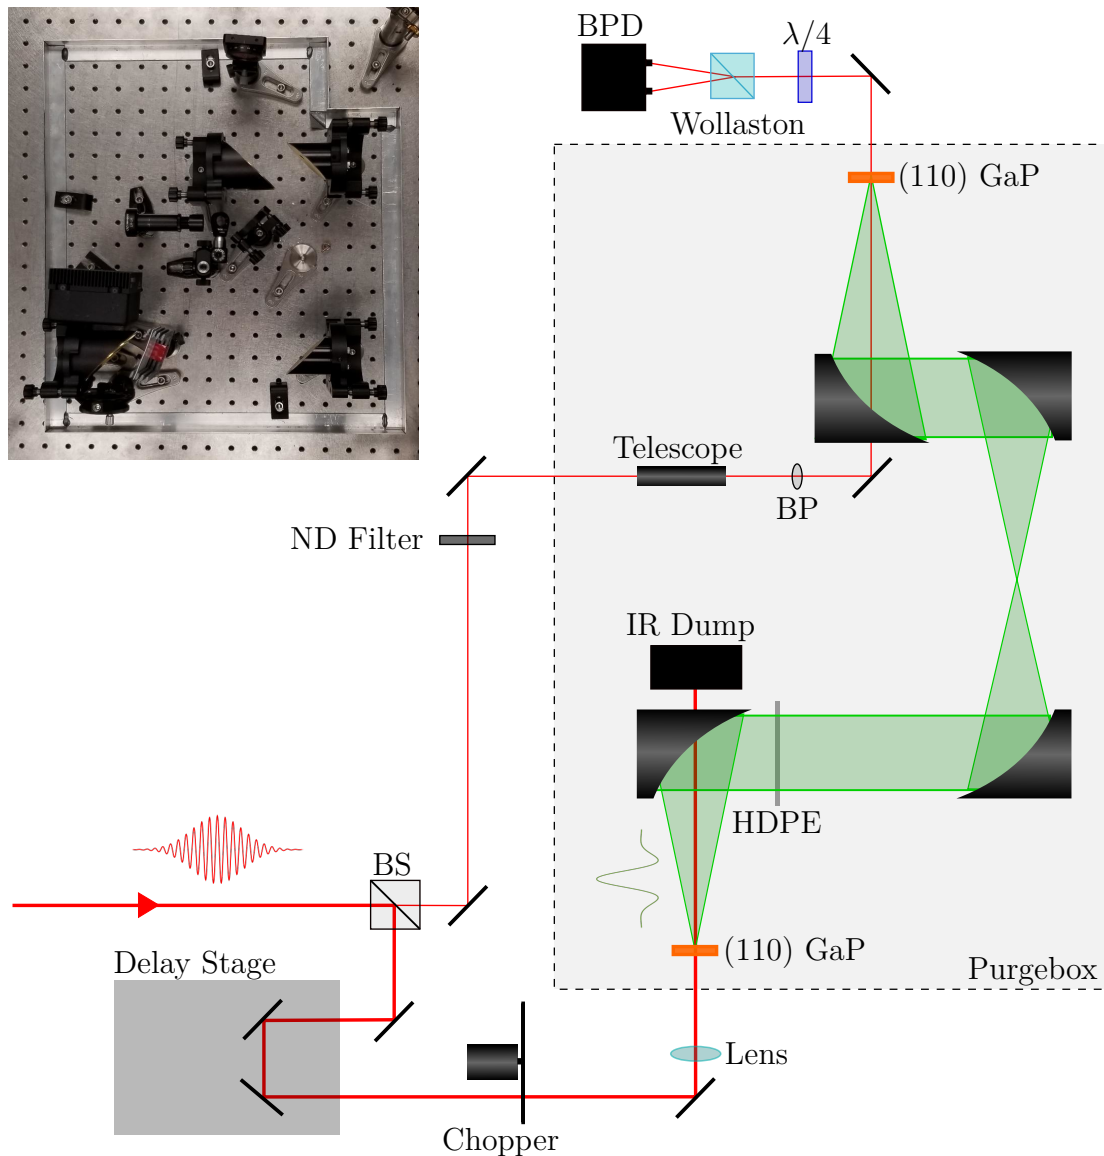 BPD
λ/4
Wollaston
(110) GaP
Telescope
BP
ND Filter
IR Dump
HDPE
BS
(110) GaP
Delay Stage
Purgebox
Lens
Chopper